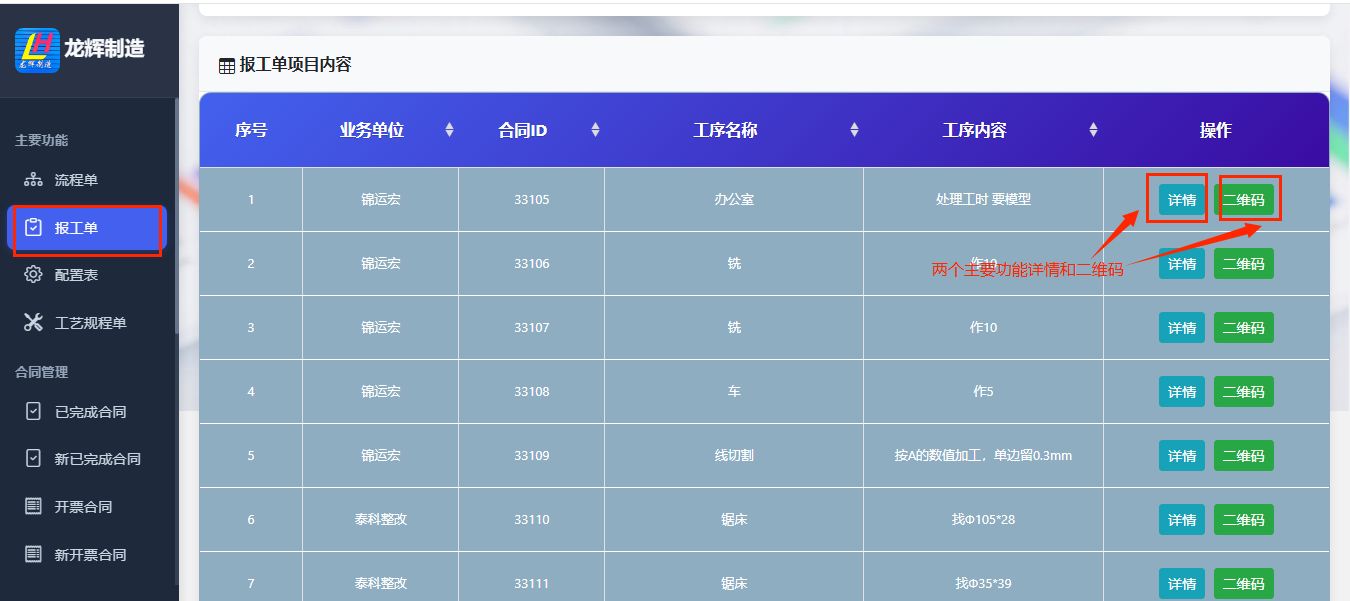 龙辉制造
主要功能
流程单
报工单
配置表
工艺规程单
合同管理
已完成合同
新已完成合同
开票合同
新开票合同
报工单项目内容
序号 业务单位 合同ID 工序名称 工序内容 操作
1 锦运宏 33105 办公室 处理工时 要模型 详情 二维码
2 锦运宏 33106 铣 作10 详情 二维码
两个主要功能详情和二维码
3 锦运宏 33107 铣 作10 详情 二维码
4 锦运宏 33108 车 作5 详情 二维码
5 锦运宏 33109 线切割 按A的数值加工，单边留0.3mm 详情 二维码
6 泰科整改 33110 锯床 找Φ105*28 详情 二维码
7 泰科整改 33111 锯床 找Φ35*39 详情 二维码